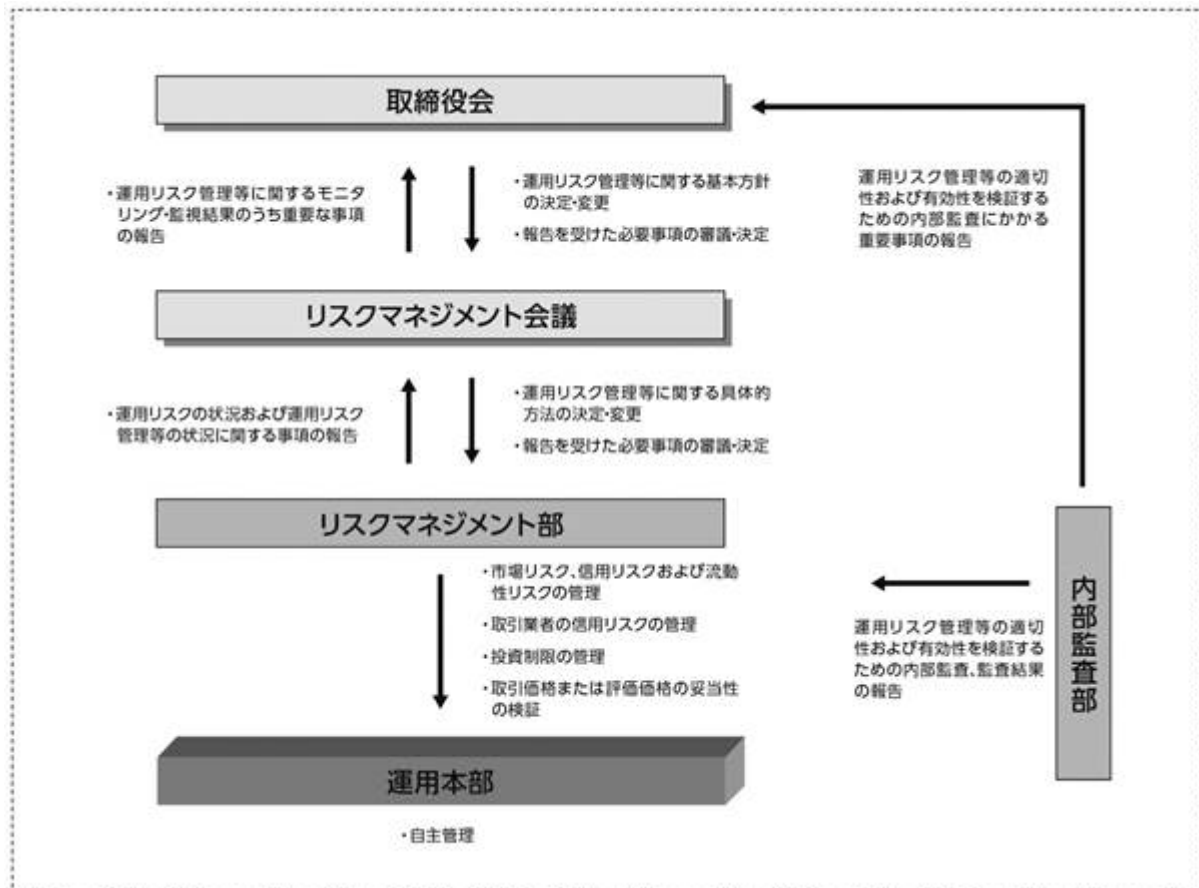 取締役会
・運用リスク管理等に関するモニタ
リング・監視結果のうち重要な事項
の報告
・運用リスク管理等に関する基本方針
の決定・変更
・報告を受けた必要事項の審議・決定
運用リスク管理等の適切
性および有効性を検証す
るための内部監査にかかる
重要事項の報告
リスクマネジメント会議
・運用リスクの状況および運用リスク
管理等の状況に関する事項の報告
・運用リスク管理等に関する具体的
方法の決定・変更
・報告を受けた必要事項の審議・決定
リスクマネジメント部
・市場リスク、信用リスクおよび流動
性リスクの管理
・取引業者の信用リスクの管理
・投資制限の管理
・取引価格または評価価格の妥当性
の検証
運用リスク管理等の適切
性および有効性を検証する
ための内部監査、監査結果
の報告
内部監査部
運用本部
・自主管理